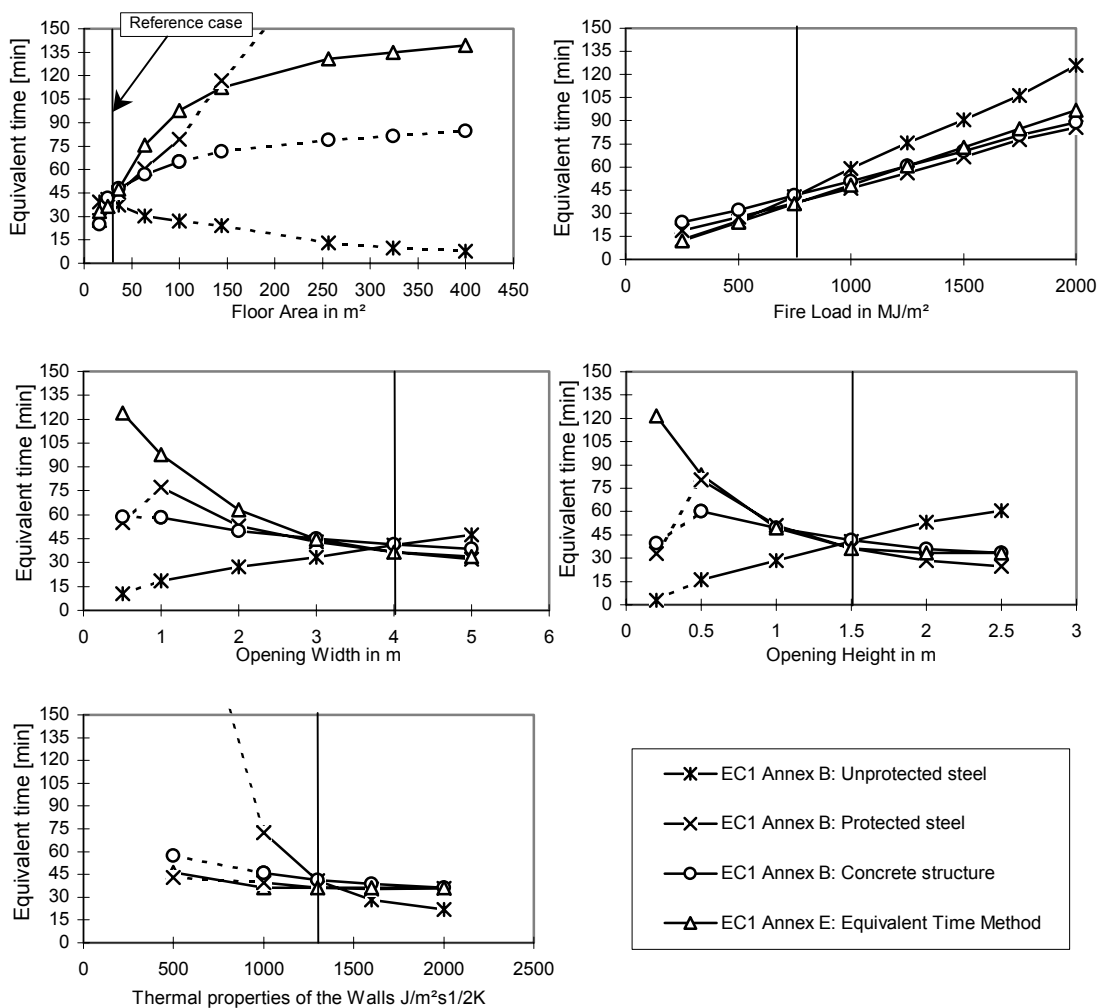 Reference case
Equivalent time [min]
150
135
120
105
90
75
60
45
30
15
0
0 50 100 150 200 250 300 350 400 450
Floor Area in m²
Equivalent time [min]
150
135
120
105
90
75
60
45
30
15
0
0 500 1000 1500 2000
Fire Load in MJ/m²
Equivalent time [min]
150
135
120
105
90
75
60
45
30
15
0
0 1 2 3 4 5 6
Opening Width in m
Equivalent time [min]
150
135
120
105
90
75
60
45
30
15
0
0 0.5 1 1.5 2 2.5 3
Opening Height in m
Equivalent time [min]
150
135
120
105
90
75
60
45
30
15
0
0 500 1000 1500 2000 2500
Thermal properties of the Walls J/m²s1/2K
EC1 Annex B: Unprotected steel
EC1 Annex B: Protected steel
EC1 Annex B: Concrete structure
EC1 Annex E: Equivalent Time Method